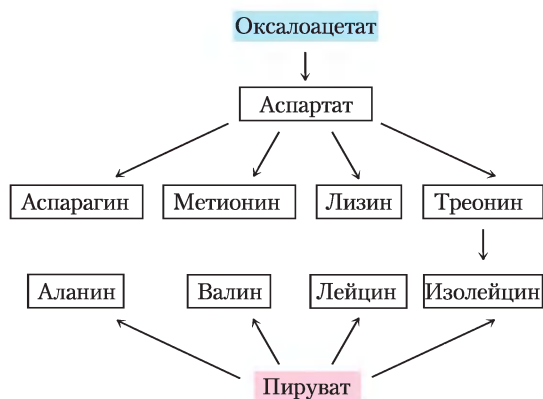 Оксалоацетат
Аспартат
Аспарагин Метионин Лизин Треонин
Аланин Валин Лейцин Изолейцин
Пируват